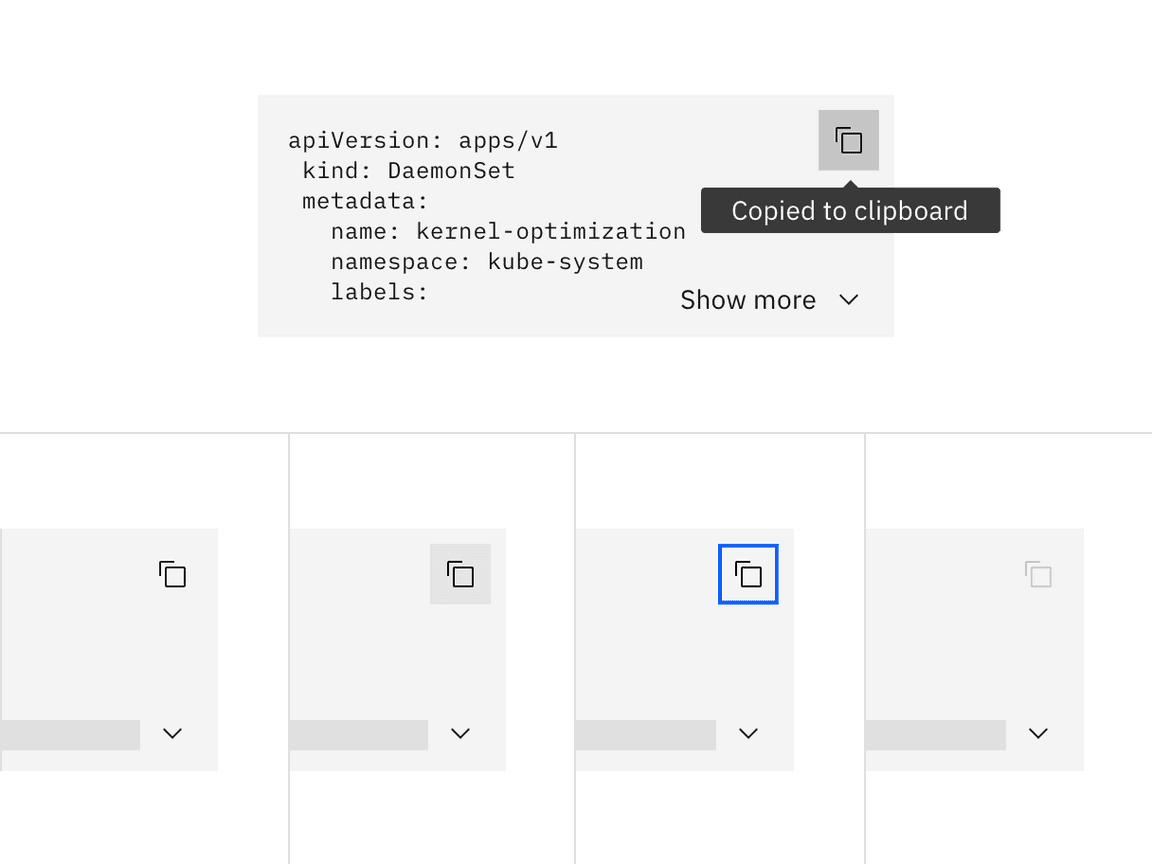 apiVersion: apps/v1
kind: DaemonSet
metadata:
name: kernel-optimization
namespace: kube-system
labels:
Copied to clipboard
Show more